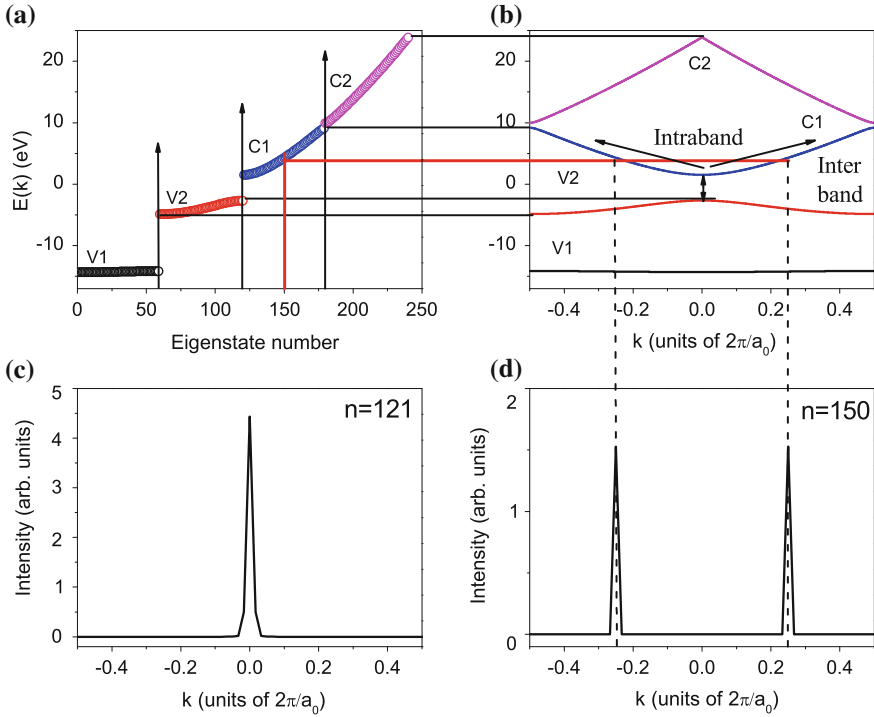 (a)
E(k) (eV)
20
10
0
-10
V1
V2
C1
C2
0 50 100 150 200 250
Eigenstate number
(b)
20
10
0
-10
C2
C1
Intraband
V2
Inter
band
V1
-0.4 -0.2 0.0 0.2 0.4
k (units of 2π/a₀)
(c)
n=121
Intensity (arb. units)
5
4
3
2
1
0
-0.4 -0.2 0.0 0.2 0.4
k (units of 2π/a₀)
(d)
n=150
Intensity (arb. units)
2
1
0
-0.4 -0.2 0.0 0.2 0.4
k (units of 2π/a₀)